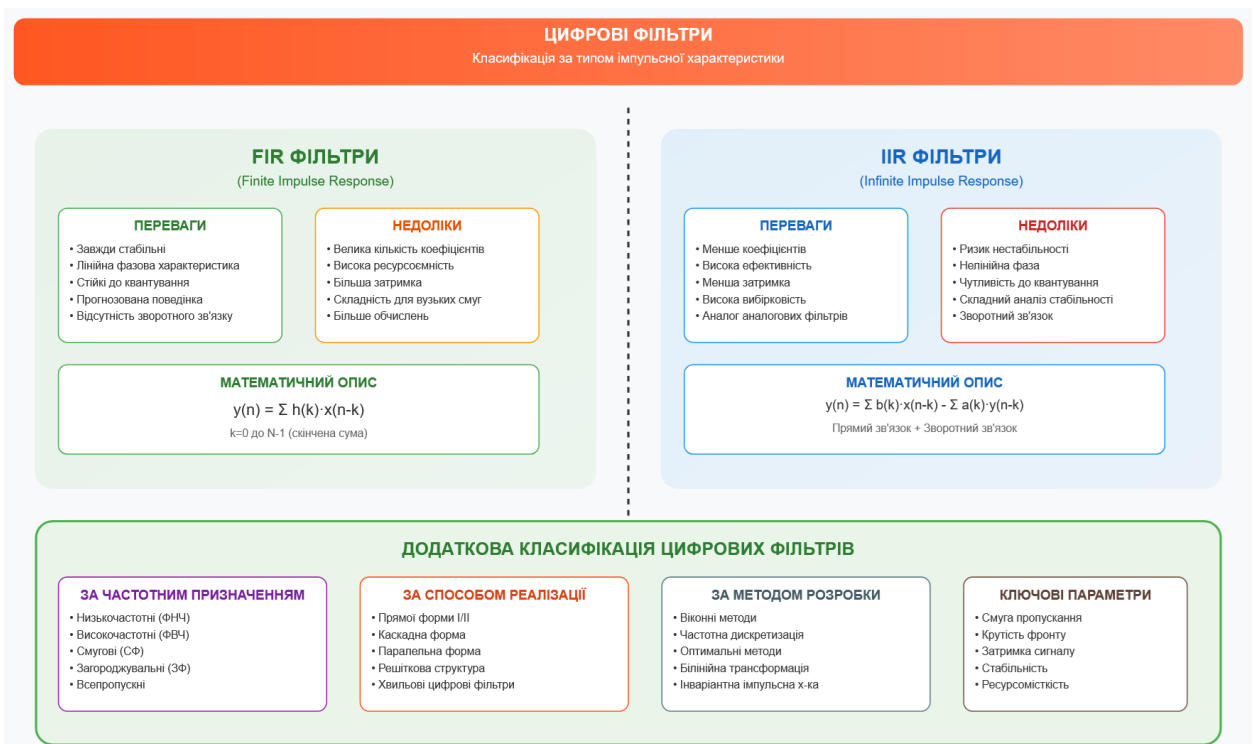 ЦИФРОВІ ФІЛЬТРИ
Класифікація за типом імпульсної характеристики
FIR ФІЛЬТРИ
(Finite Impulse Response)
ПЕРЕВАГИ
• Завжди стабільні
• Лінійна фазова характеристика
• Стійкі до квантування
• Прогнозована поведінка
• Відсутність зворотного зв'язку
НЕДОЛІКИ
• Велика кількість коефіцієнтів
• Висока ресурсоємність
• Більша затримка
• Складність для вузьких смуг
• Більше обчислень
МАТЕМАТИЧНИЙ ОПИС
y(n) = Σ h(k)·x(n-k)
k=0 до N-1 (скінчена сума)
IIR ФІЛЬТРИ
(Infinite Impulse Response)
ПЕРЕВАГИ
• Менше коефіцієнтів
• Висока ефективність
• Менша затримка
• Висока вибірковість
• Аналог аналогових фільтрів
НЕДОЛІКИ
• Ризик нестабільності
• Нелінійна фаза
• Чутливість до квантування
• Складний аналіз стабільності
• Зворотний зв'язок
МАТЕМАТИЧНИЙ ОПИС
y(n) = Σ b(k)·x(n-k) - Σ a(k)·y(n-k)
Прямий зв'язок + Зворотний зв'язок
ДОДАТКОВА КЛАСИФІКАЦІЯ ЦИФРОВИХ ФІЛЬТРІВ
ЗА ЧАСТОТНИМ ПРИЗНАЧЕННЯМ
• Низькочастотні (ФНЧ)
• Високочастотні (ФВЧ)
• Смугові (СФ)
• Загороджувальні (ЗФ)
• Всепропускні
ЗА СПОСОБОМ РЕАЛІЗАЦІЇ
• Прямої форми I/II
• Каскадна форма
• Паралельна форма
• Решіткова структура
• Хвильові цифрові фільтри
ЗА МЕТОДОМ РОЗРОБКИ
• Віконні методи
• Частотна дискретизація
• Оптимальні методи
• Білінійна трансформація
• Інваріантна імпульсна х-ка
КЛЮЧОВІ ПАРАМЕТРИ
• Смуга пропускання
• Крутість фронту
• Затримка сигналу
• Стабільність
• Ресурсомісткість